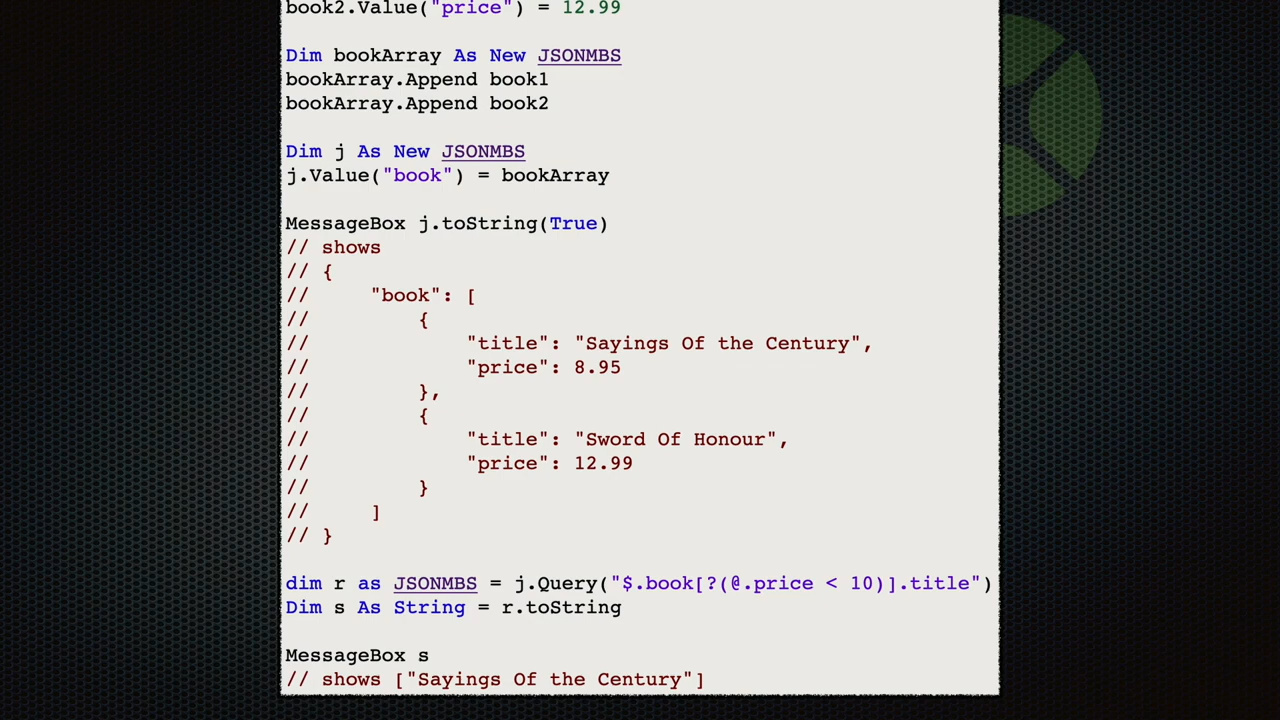 book2.Value("price") = 12.99
Dim bookArray As New JSONMBS
bookArray.Append book1
bookArray.Append book2
Dim j As New JSONMBS
j.Value("book") = bookArray
MessageBox j.toString(True)
// shows
// {
//     "book": [
//         {
//             "title": "Sayings Of the Century",
//             "price": 8.95
//         },
//         {
//             "title": "Sword Of Honour",
//             "price": 12.99
//         }
//     ]
// }
dim r as JSONMBS = j.Query("$.book[?(@.price < 10)].title")
Dim s As String = r.toString
MessageBox s
// shows ["Sayings Of the Century"]